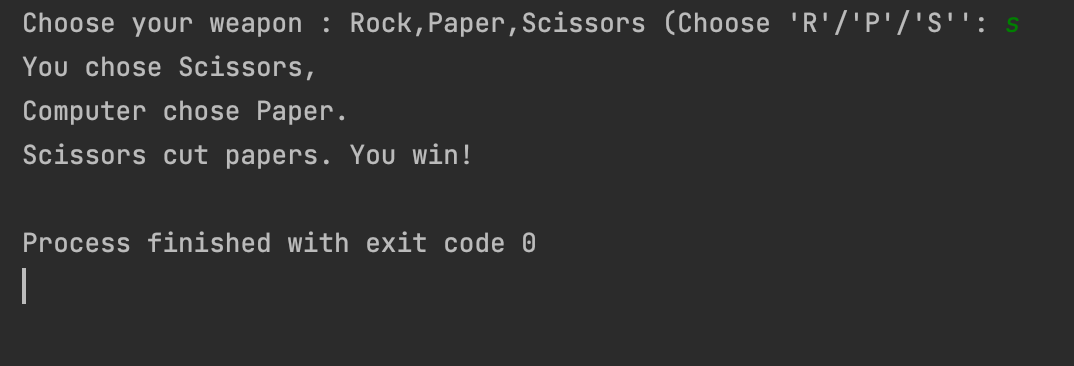 Choose your weapon : Rock,Paper,Scissors (Choose 'R'/'P'/'S'': s
You chose Scissors,
Computer chose Paper.
Scissors cut papers. You win!
Process finished with exit code 0